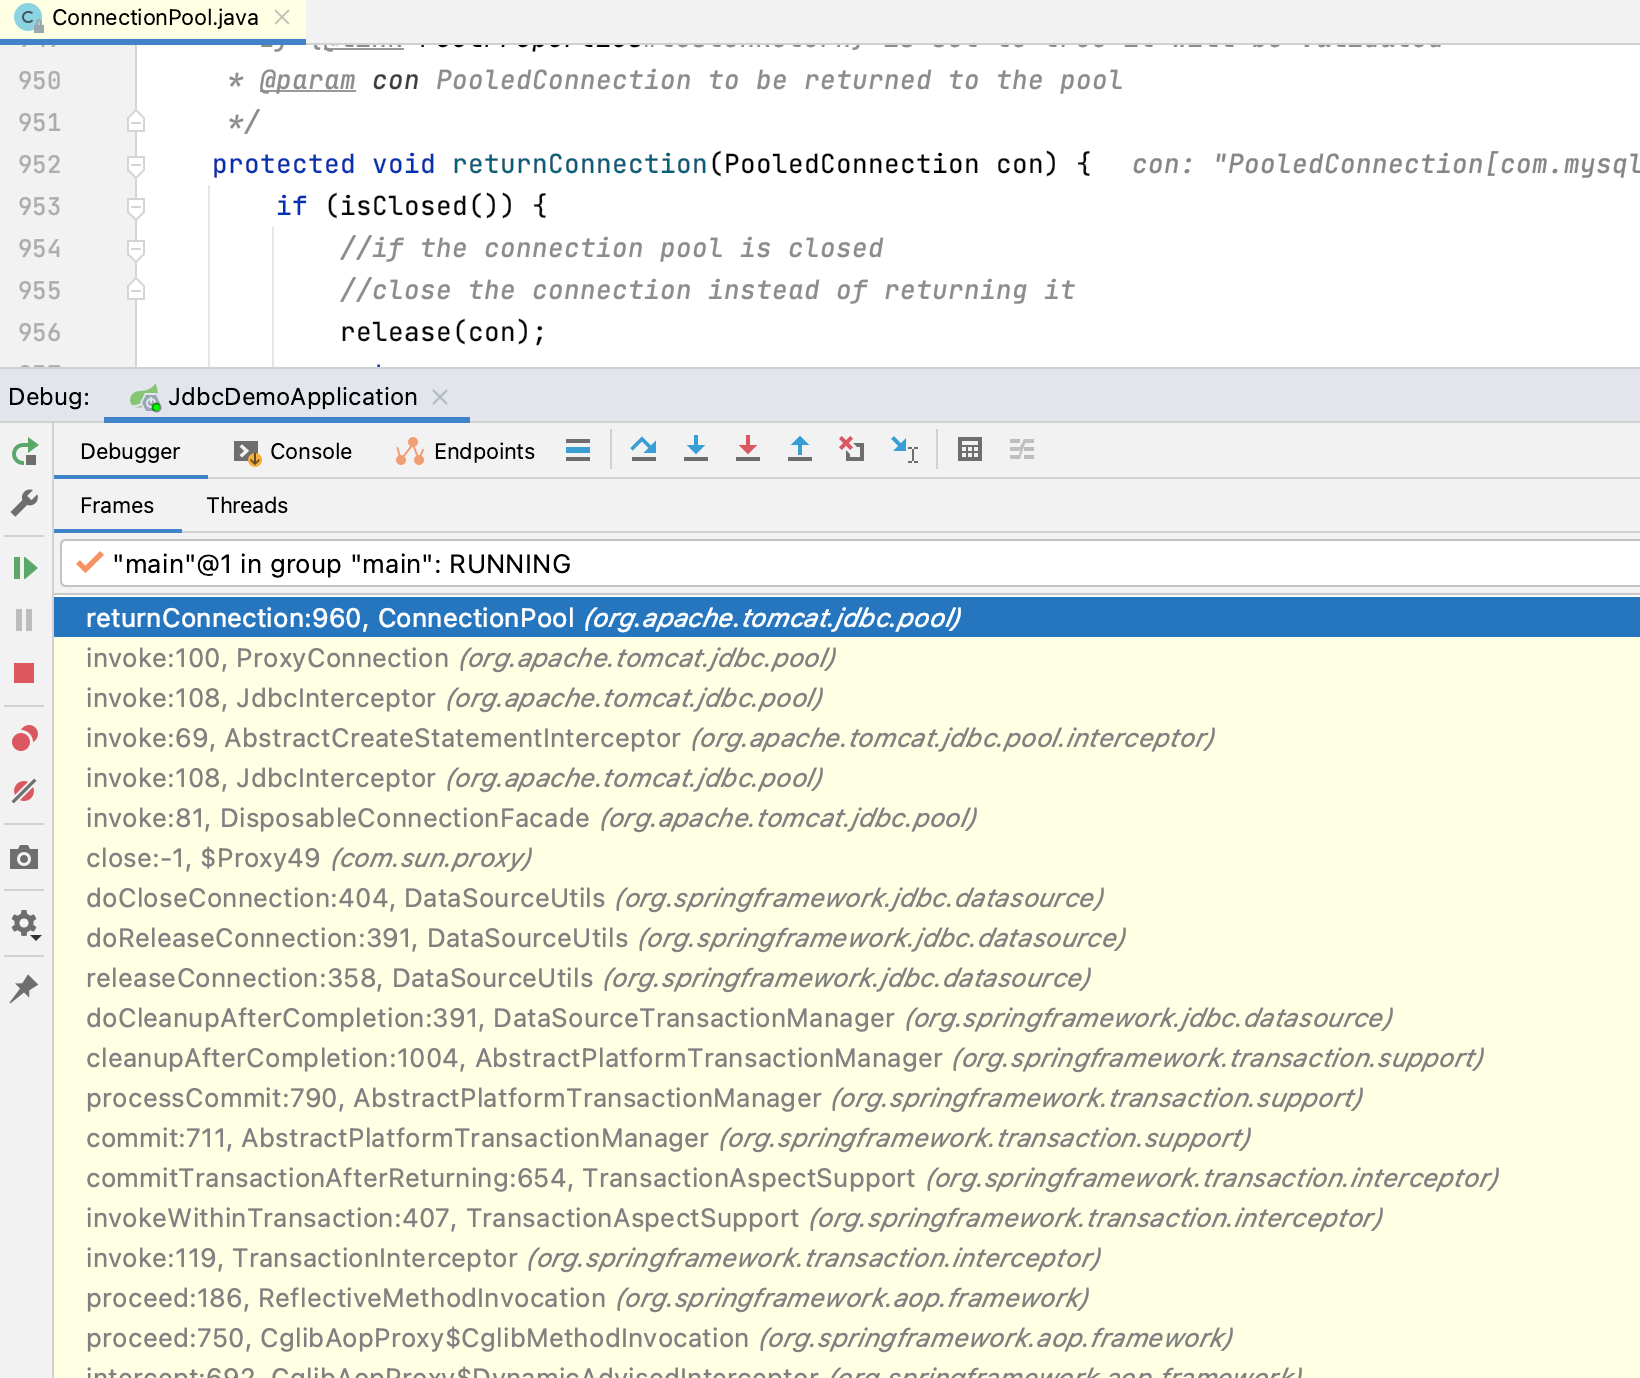 ConnectionPool.java
950 * @param con PooledConnection to be returned to the pool
951 */
952 protected void returnConnection(PooledConnection con) { con: "PooledConnection[com.mysql
953 if (isClosed()) {
954 //if the connection pool is closed
955 //close the connection instead of returning it
956 release(con);
Debug: JdbcDemoApplication
Debugger Console Endpoints
Frames Threads
"main"@1 in group "main": RUNNING
returnConnection:960, ConnectionPool (org.apache.tomcat.jdbc.pool)
invoke:100, ProxyConnection (org.apache.tomcat.jdbc.pool)
invoke:108, JdbcInterceptor (org.apache.tomcat.jdbc.pool)
invoke:69, AbstractCreateStatementInterceptor (org.apache.tomcat.jdbc.pool.interceptor)
invoke:108, JdbcInterceptor (org.apache.tomcat.jdbc.pool)
invoke:81, DisposableConnectionFacade (org.apache.tomcat.jdbc.pool)
close:-1, $Proxy49 (com.sun.proxy)
doCloseConnection:404, DataSourceUtils (org.springframework.jdbc.datasource)
doReleaseConnection:391, DataSourceUtils (org.springframework.jdbc.datasource)
releaseConnection:358, DataSourceUtils (org.springframework.jdbc.datasource)
doCleanupAfterCompletion:391, DataSourceTransactionManager (org.springframework.jdbc.datasource)
cleanupAfterCompletion:1004, AbstractPlatformTransactionManager (org.springframework.transaction.support)
processCommit:790, AbstractPlatformTransactionManager (org.springframework.transaction.support)
commit:711, AbstractPlatformTransactionManager (org.springframework.transaction.support)
commitTransactionAfterReturning:654, TransactionAspectSupport (org.springframework.transaction.interceptor)
invokeWithinTransaction:407, TransactionAspectSupport (org.springframework.transaction.interceptor)
invoke:119, TransactionInterceptor (org.springframework.transaction.interceptor)
proceed:186, ReflectiveMethodInvocation (org.springframework.aop.framework)
proceed:750, CglibAopProxy$CglibMethodInvocation (org.springframework.aop.framework)
intercept:692, CglibAopProxy$DynamicAdvisedInterceptor (org.springframework.aop.framework)